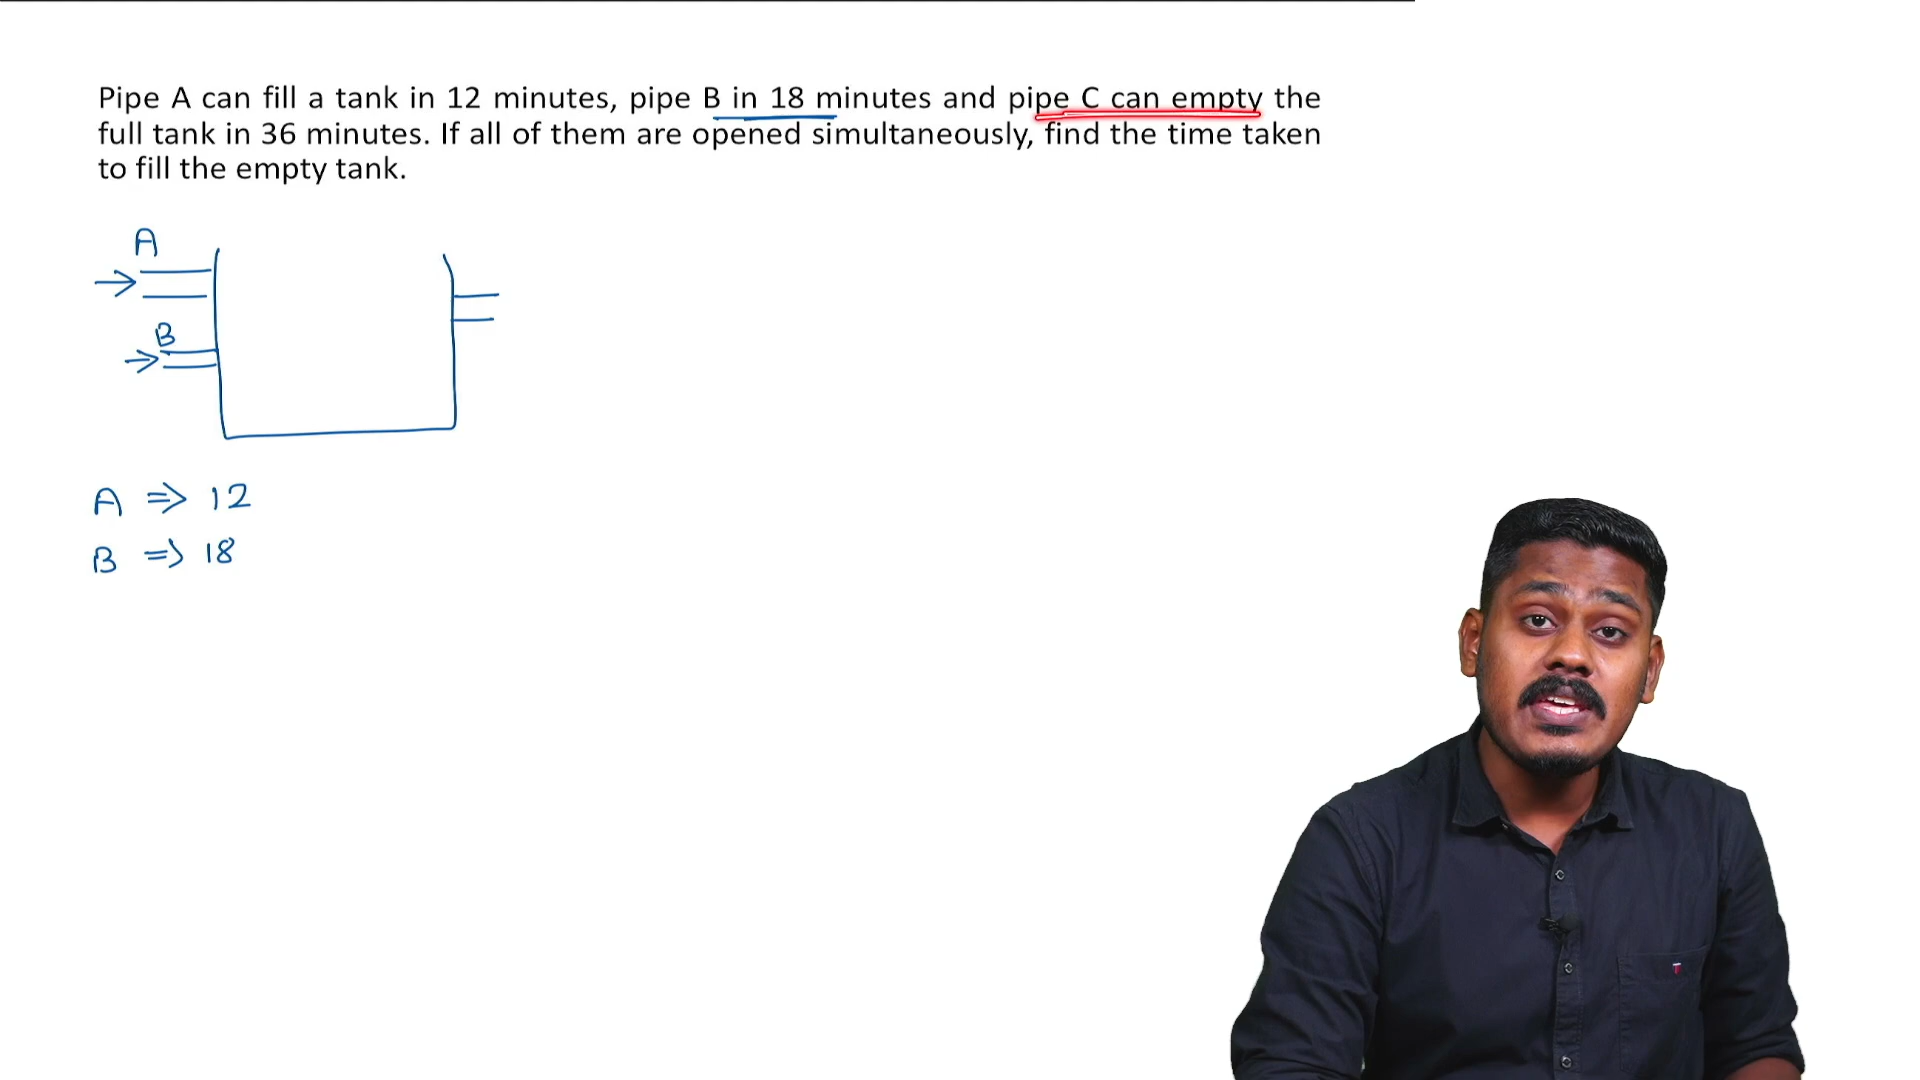 Pipe A can fill a tank in 12 minutes, pipe B in 18 minutes and pipe C can empty the
full tank in 36 minutes. If all of them are opened simultaneously, find the time taken
to fill the empty tank.
A
B
A => 12
B => 18